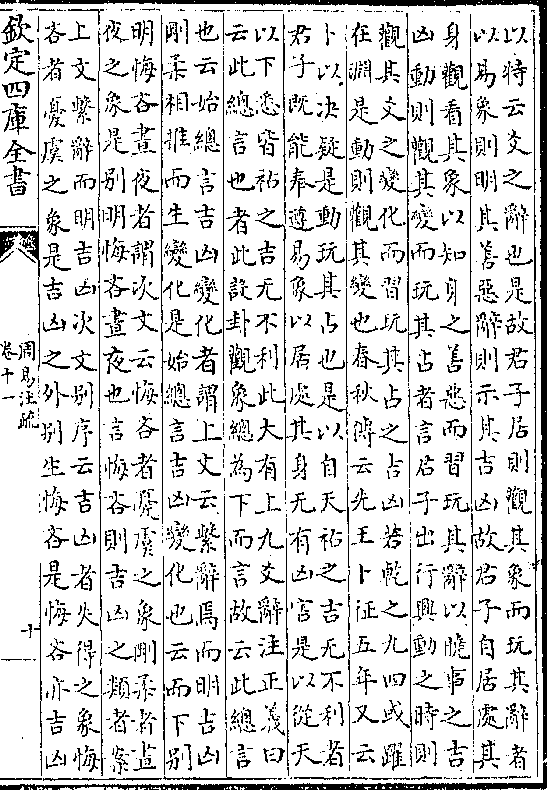 以特云爻之辭也是故君子居則觀其象而玩其辭者
以易象則明其善惡辭則示其吉凶故君子自居處其
身觀看其象以知身之善惡而習玩其辭以曉事之吉
凶動則觀其變而玩其占者言君子出行興動之時則
觀其爻之變化而習玩其占之吉凶若乾之九四或躍
在淵是動則觀其變也春秋傳云先王卜征五年又云
卜以決疑是動玩其占也是以自天祐之吉无不利者
君子既能奉遵易象以居處其身无有凶害是以從天
以下悉皆祐之吉无不利此大有上九爻辭注正義曰
云此總言也者此設卦觀象總為下而言故云此總言
也云始總言吉凶變化者謂上文云繫辭焉而明吉凶
剛柔相推而生變化是始總言吉凶變化也云而下別
明悔吝晝夜者謂次文云悔吝者憂虞之象剛柔者晝
夜之象是別明悔吝晝夜也言悔吝則吉凶之類者案
上文繫辭而明吉凶次文別序云吉凶者失得之象悔
吝者憂虞之象是吉凶之外別生悔吝是悔吝亦吉凶
欽定四庫全書
周易注疏
卷十一
十